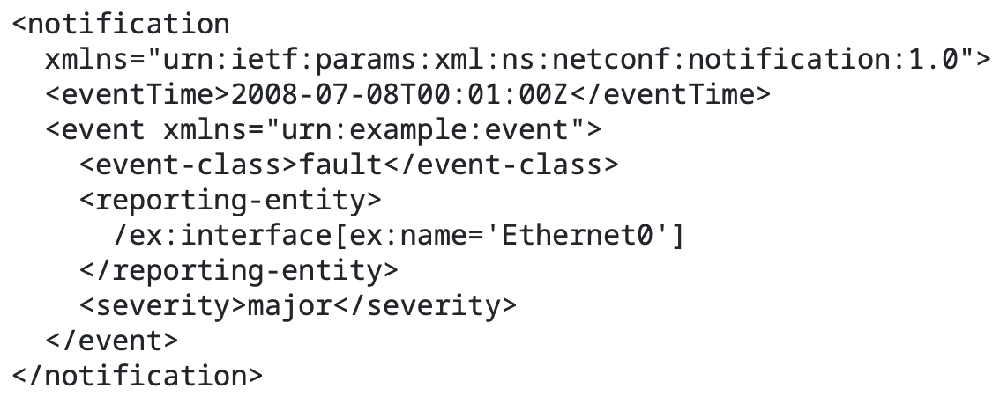 <notification
  xmlns="urn:ietf:params:xml:ns:netconf:notification:1.0">
  <eventTime>2008-07-08T00:01:00Z</eventTime>
  <event xmlns="urn:example:event">
    <event-class>fault</event-class>
    <reporting-entity>
      /ex:interface[ex:name='Ethernet0']
    </reporting-entity>
    <severity>major</severity>
  </event>
</notification>